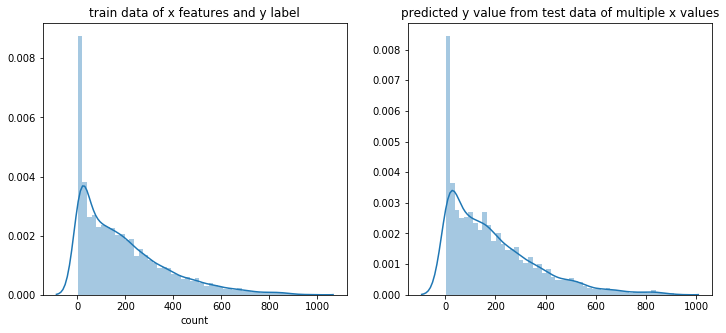 train data of x features and y label
0.008
0.006
0.004
0.002
0.000
0 200 400 600 800 1000
count
predicted y value from test data of multiple x values
0.008
0.007
0.006
0.005
0.004
0.003
0.002
0.001
0.000
0 200 400 600 800 1000